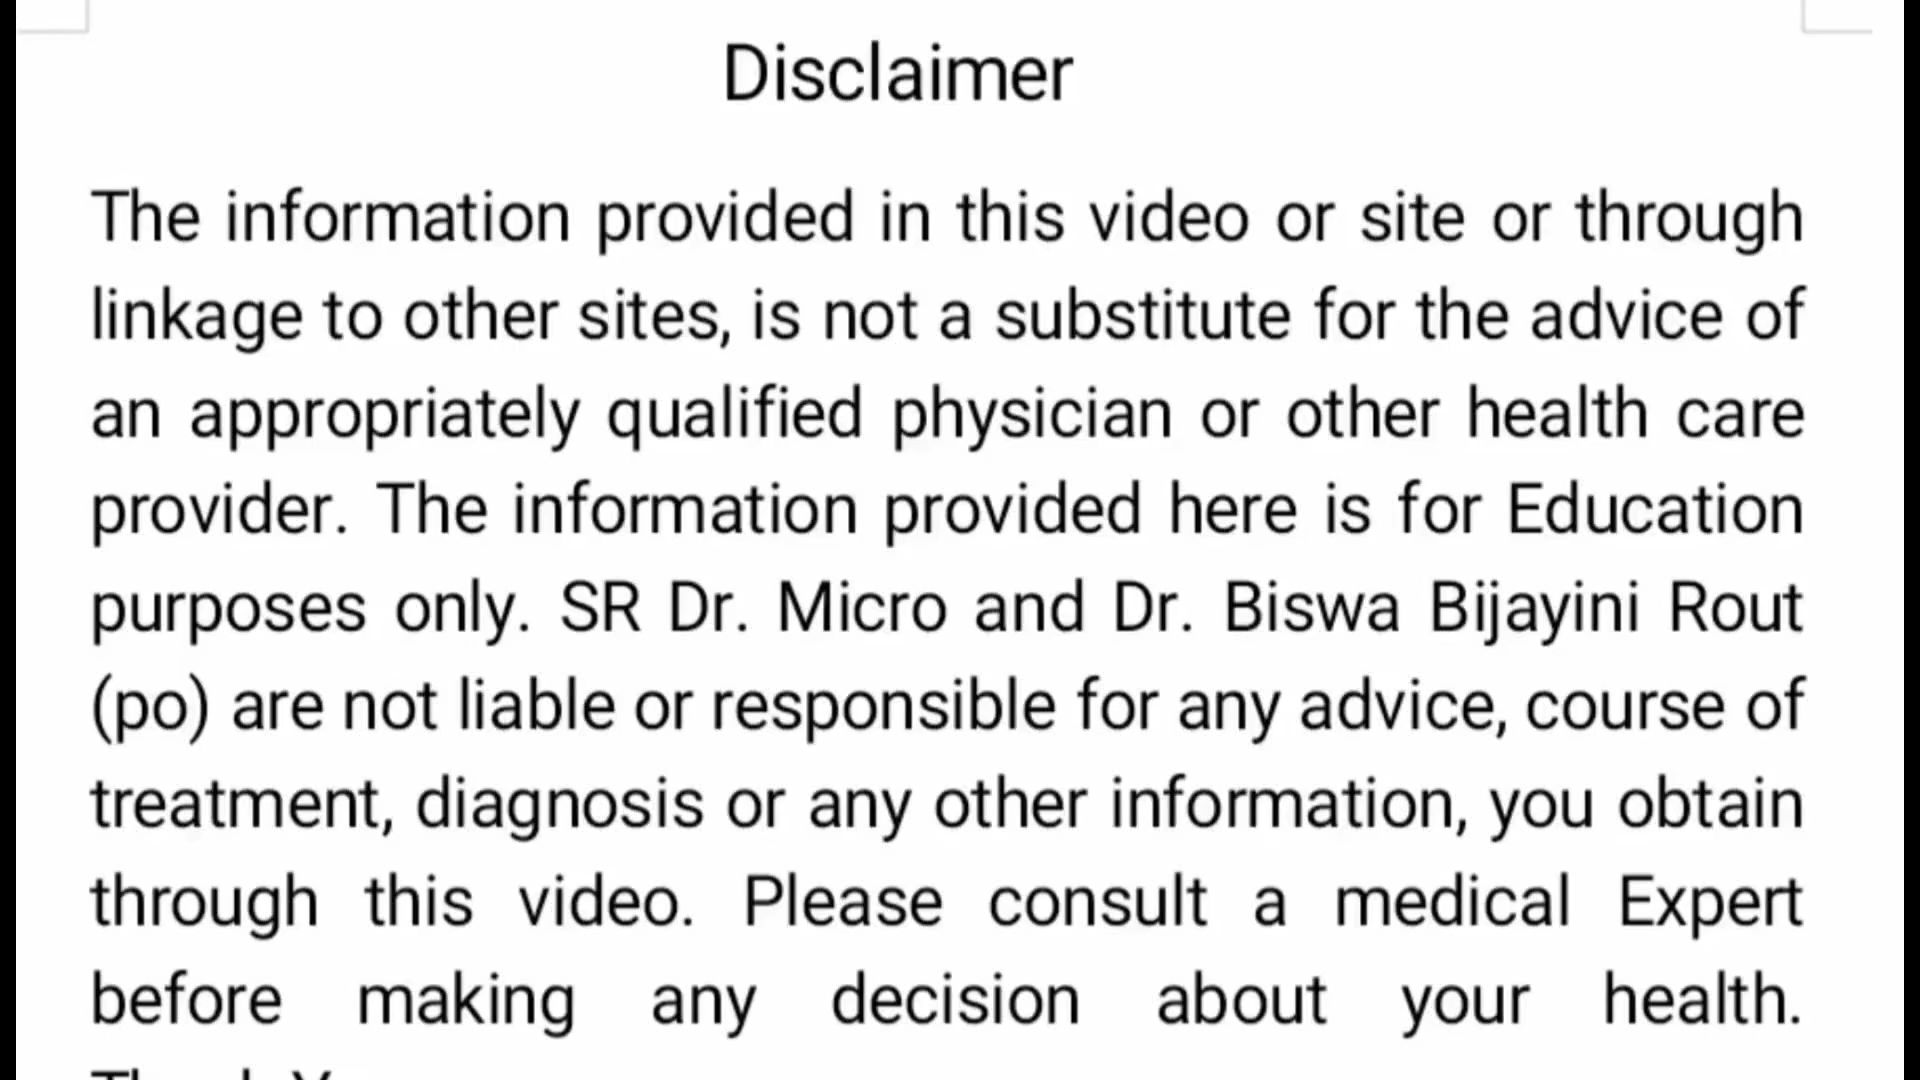 Disclaimer
The information provided in this video or site or through
linkage to other sites, is not a substitute for the advice of
an appropriately qualified physician or other health care
provider. The information provided here is for Education
purposes only. SR Dr. Micro and Dr. Biswa Bijayini Rout
(po) are not liable or responsible for any advice, course of
treatment, diagnosis or any other information, you obtain
through this video. Please consult a medical Expert
before making any decision about your health.